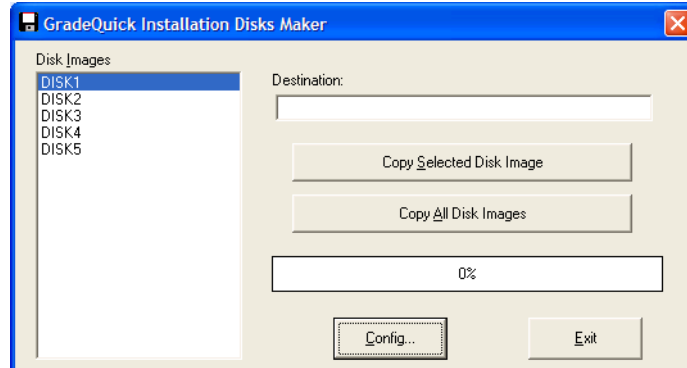 GradeQuick Installation Disks Maker
Disk Images
DISK1
DISK2
DISK3
DISK4
DISK5
Destination:
Copy Selected Disk Image
Copy All Disk Images
0%
Config...
Exit